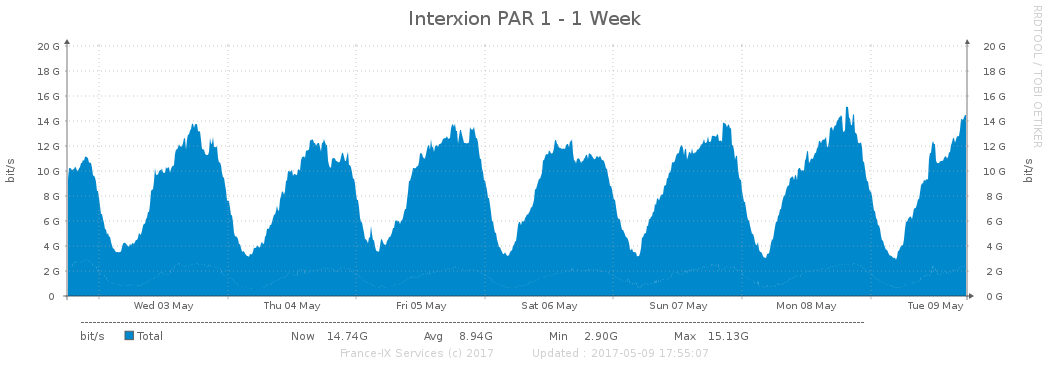 Interxion PAR 1 - 1 Week
RRDTOOL / TOBI OETIKER
20 G 20 G
18 G 18 G
16 G 16 G
14 G 14 G
12 G 12 G
10 G 10 G
8 G 8 G
6 G 6 G
4 G 4 G
2 G 2 G
0 0 G
bit/s bit/s
Wed 03 May Thu 04 May Fri 05 May Sat 06 May Sun 07 May Mon 08 May Tue 09 May
bit/s Total Now 14.74G Avg 8.94G Min 2.90G Max 15.13G
France-IX Services (c) 2017 Updated : 2017-05-09 17:55:07